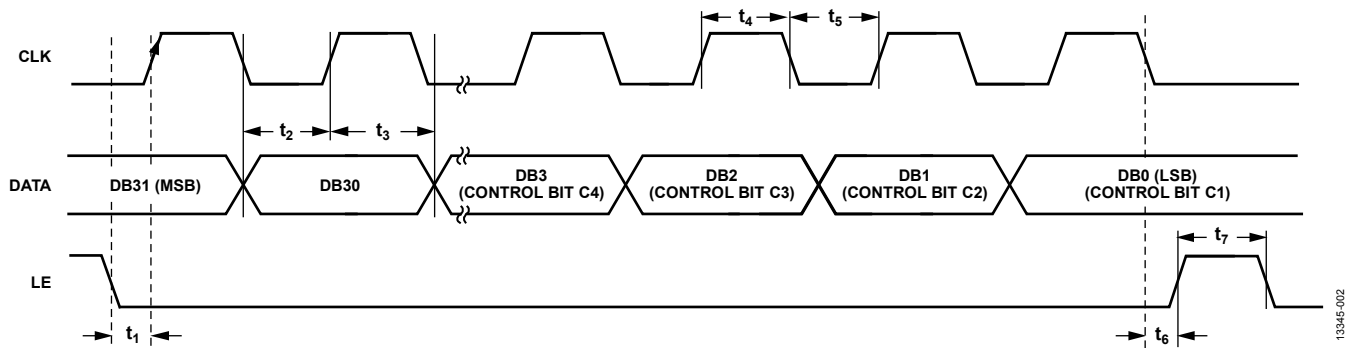 t4
t5
CLK
t2
t3
DATA
DB31 (MSB)
DB30
DB3
(CONTROL BIT C4)
DB2
(CONTROL BIT C3)
DB1
(CONTROL BIT C2)
DB0 (LSB)
(CONTROL BIT C1)
t7
LE
t1
t6
13345-002